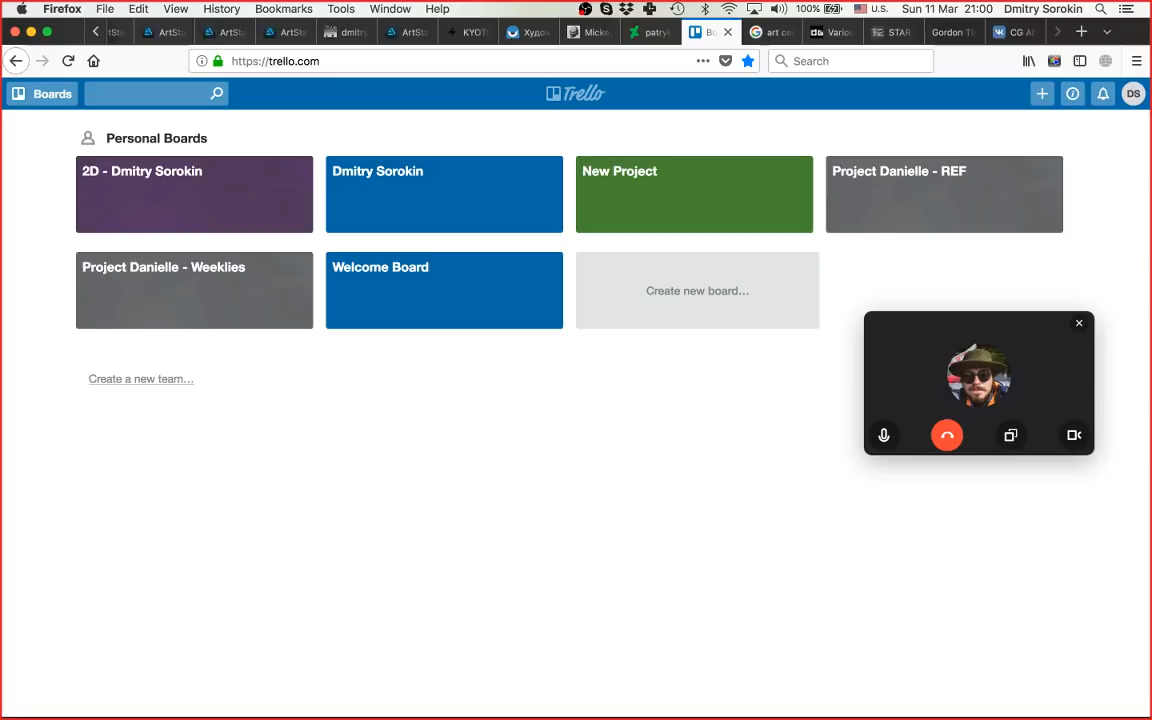 Firefox File Edit View History Bookmarks Tools Window Help 100% U.S. Sun 11 Mar 21:00 Dmitry Sorokin
ArtSta ArtSta ArtSta dmitry ArtSta KYOT Худож Micke patryk Bo art co Variou STAR Gordon T CG A
https://trello.com Search
Boards Trello DS
Personal Boards
2D - Dmitry Sorokin Dmitry Sorokin New Project Project Danielle - REF
Project Danielle - Weeklies Welcome Board Create new board...
Create a new team...